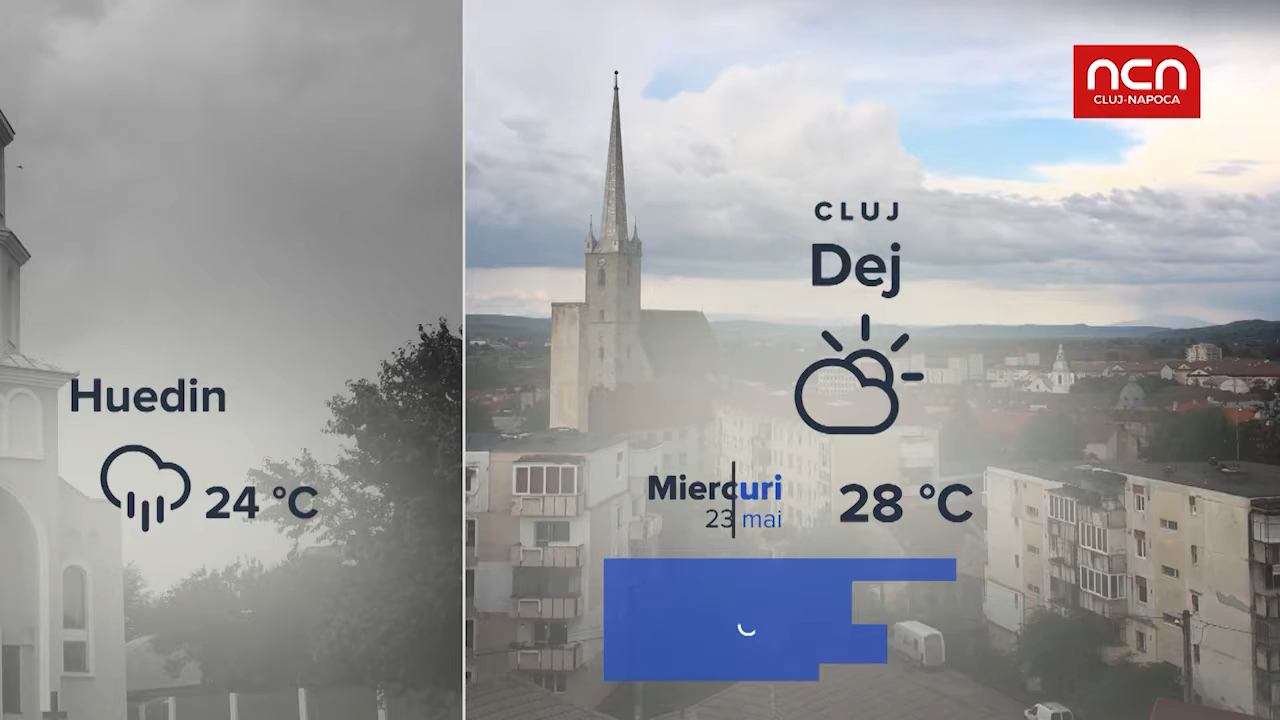 ncn
CLUJ-NAPOCA
Huedin
24 °C
CLUJ
Dej
Miercuri
23 mai
28 °C